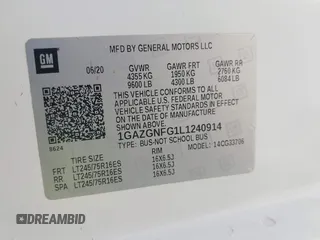 GM
MFD BY GENERAL MOTORS LLC
05/20 GVWR GAWR FRT GAWR RR
4355 KG 1950 KG 2760 KG
9600 LB 4300 LB 6084 LB
THIS VEHICLE CONFORMS TO ALL APPLICABLE U.S.
FEDERAL MOTOR VEHICLE SAFETY STANDARDS
IN EFFECT ON THE DATE OF
MANUFACTURE SHOWN ABOVE.
1GAZGNFG1L1240914
8624 TYPE: BUS-NOT SCHOOL BUS
MODEL: 14CG33706
TIRE SIZE RIM
FRT LT245/75R16ES 16X6.5J
RR LT245/75R16ES 16X6.5J
SPA LT245/75R16ES 16X6.5J
DREAMBID